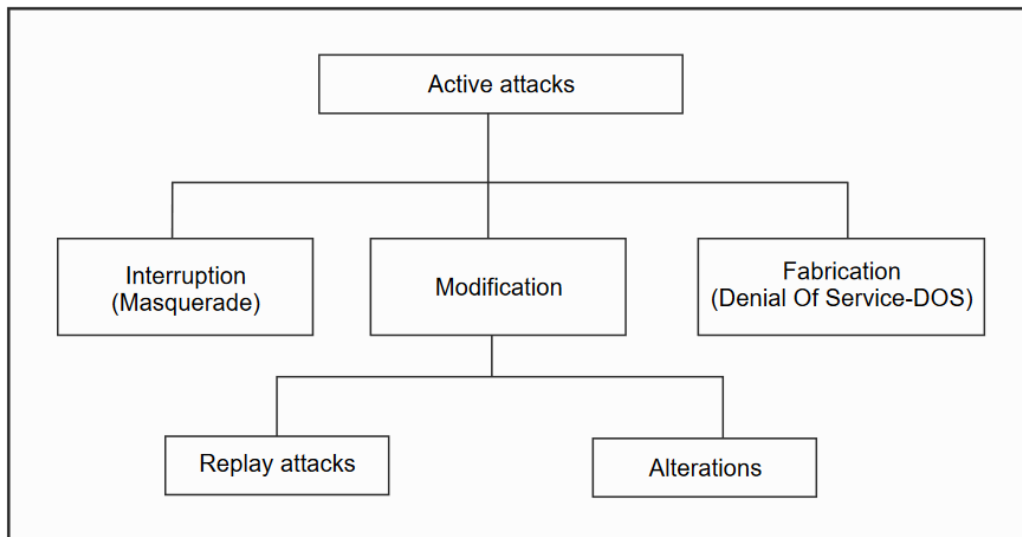 Active attacks
Interruption
(Masquerade)
Modification
Fabrication
(Denial Of Service-DOS)
Replay attacks
Alterations